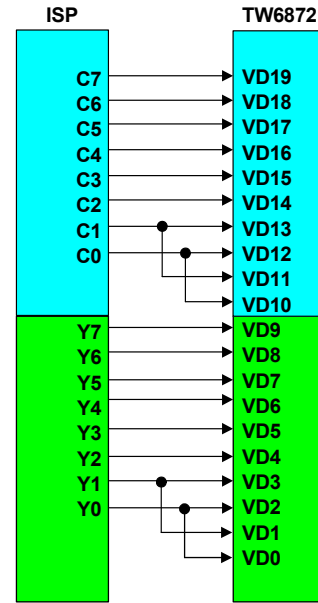 ISP TW6872
C7 VD19
C6 VD18
C5 VD17
C4 VD16
C3 VD15
C2 VD14
C1 VD13
C0 VD12
VD11
VD10
Y7 VD9
Y6 VD8
Y5 VD7
Y4 VD6
Y3 VD5
Y2 VD4
Y1 VD3
Y0 VD2
VD1
VD0